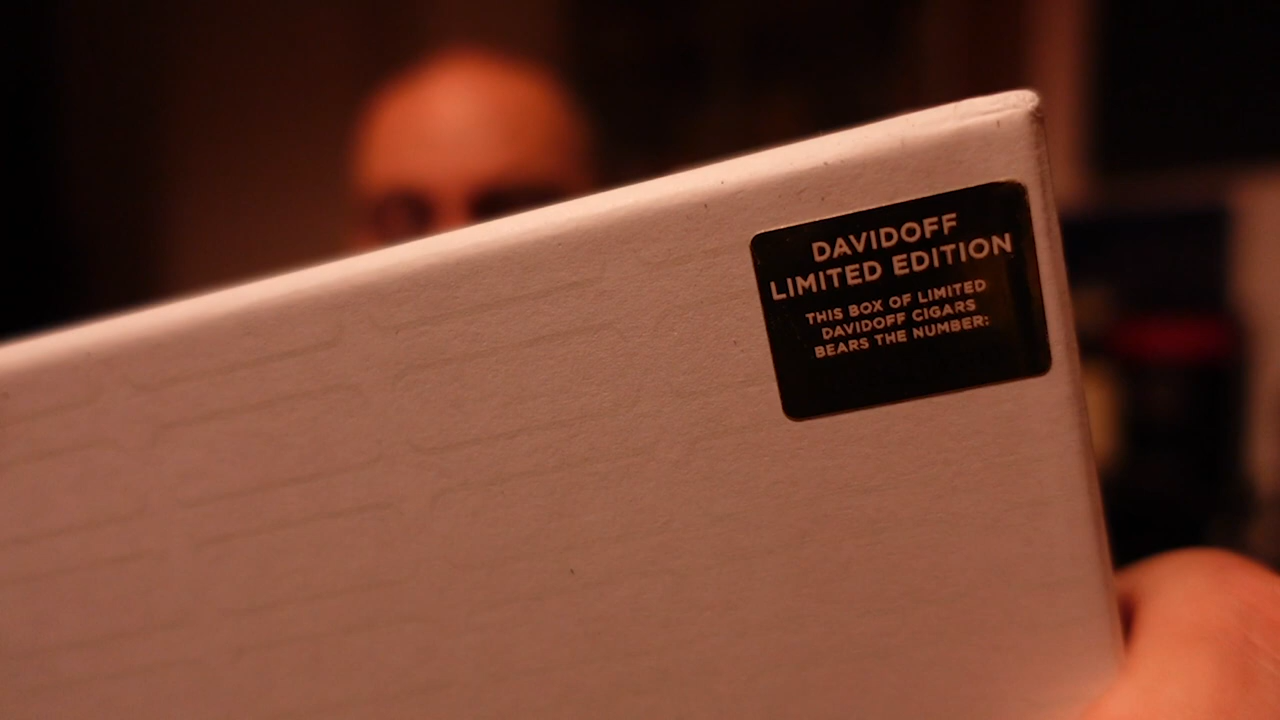 DAVIDOFF
LIMITED EDITION
THIS BOX OF LIMITED
DAVIDOFF CIGARS
BEARS THE NUMBER: